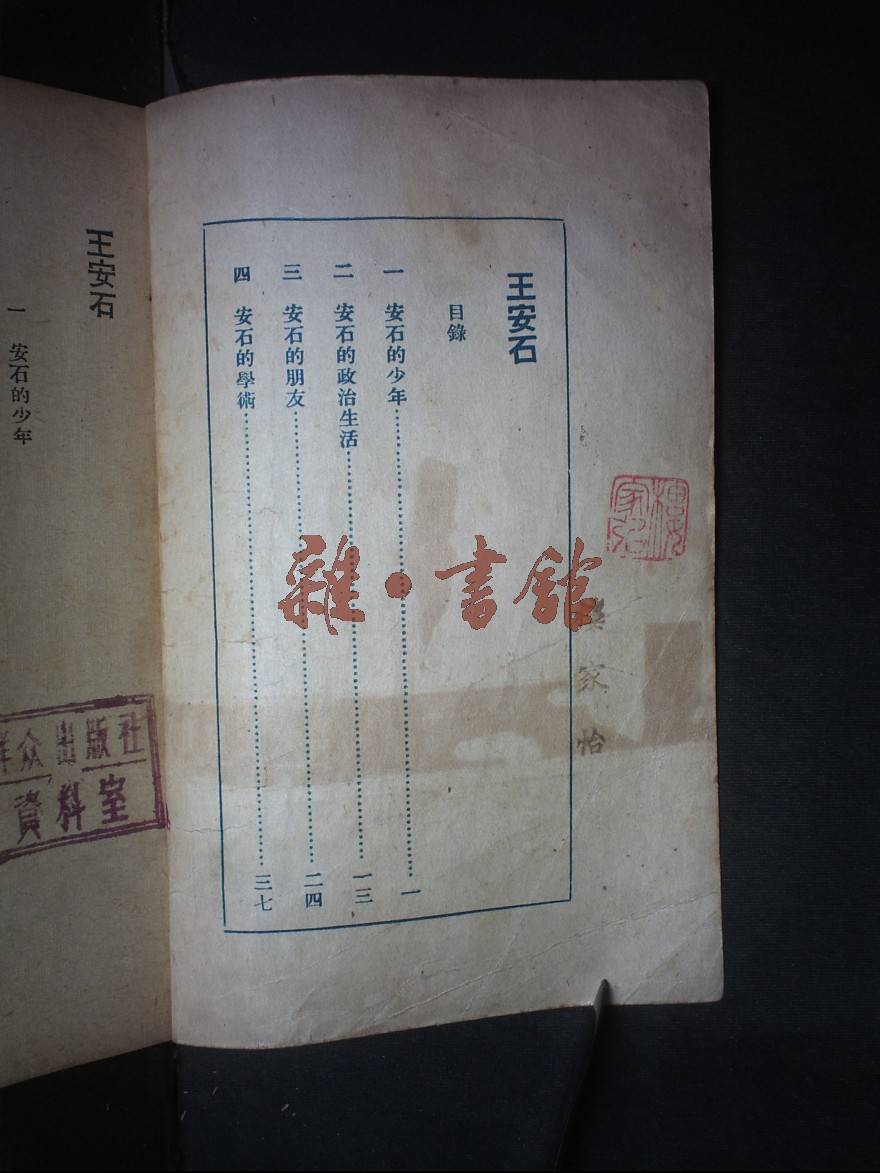 王安石
目錄
一 安石的少年……一
二 安石的政治生活……一三
三 安石的朋友……二四
四 安石的學術……三七
家怡
雜·書館
王安石
一 安石的少年
群众出版社
資料室